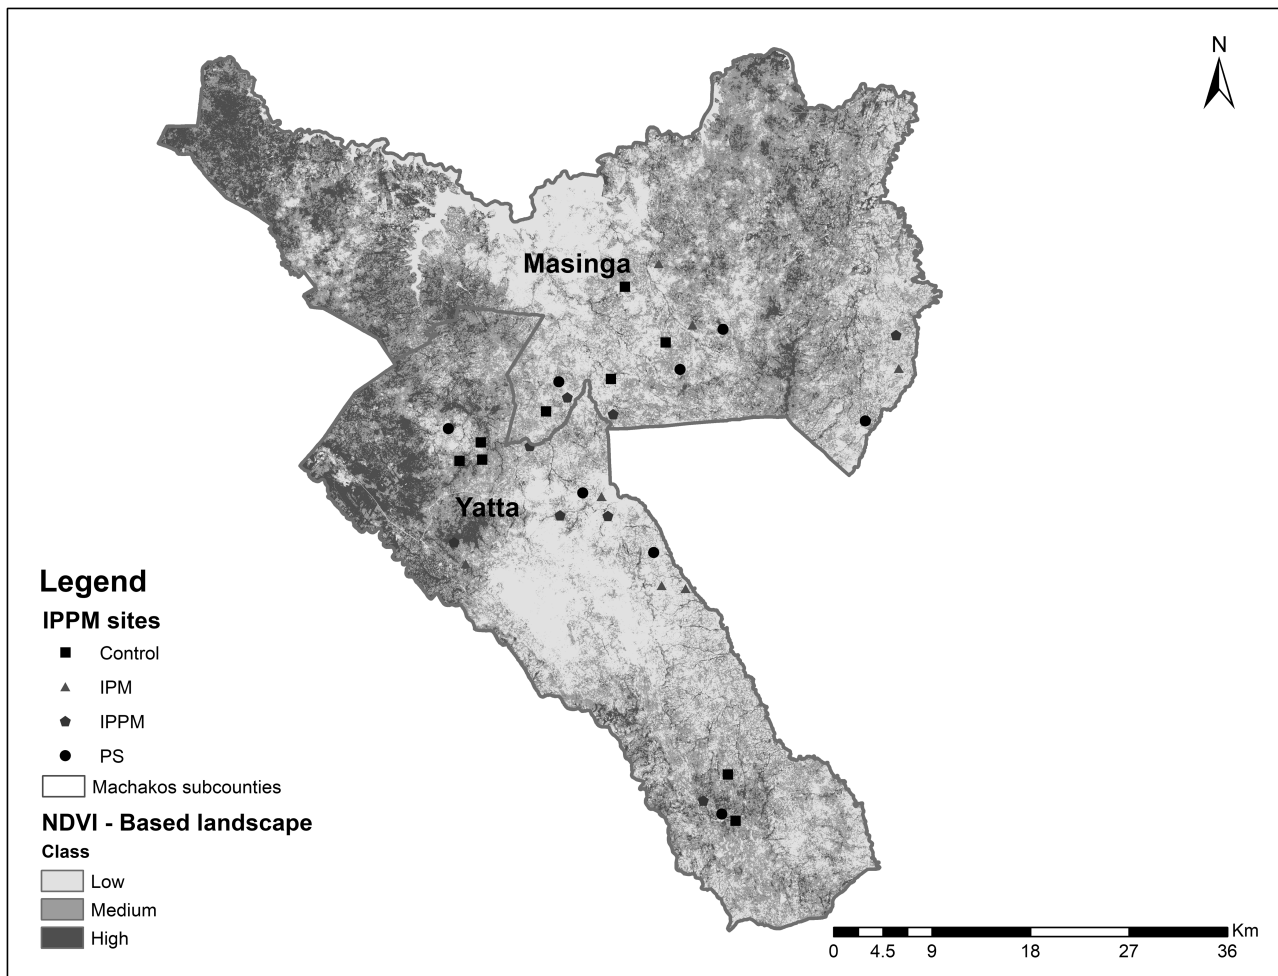 N
Masinga
Yatta
Legend
IPPM sites
Control
IPM
IPPM
PS
Machakos subcounties
NDVI - Based landscape
Class
Low
Medium
High
Km
0 4.5 9 18 27 36